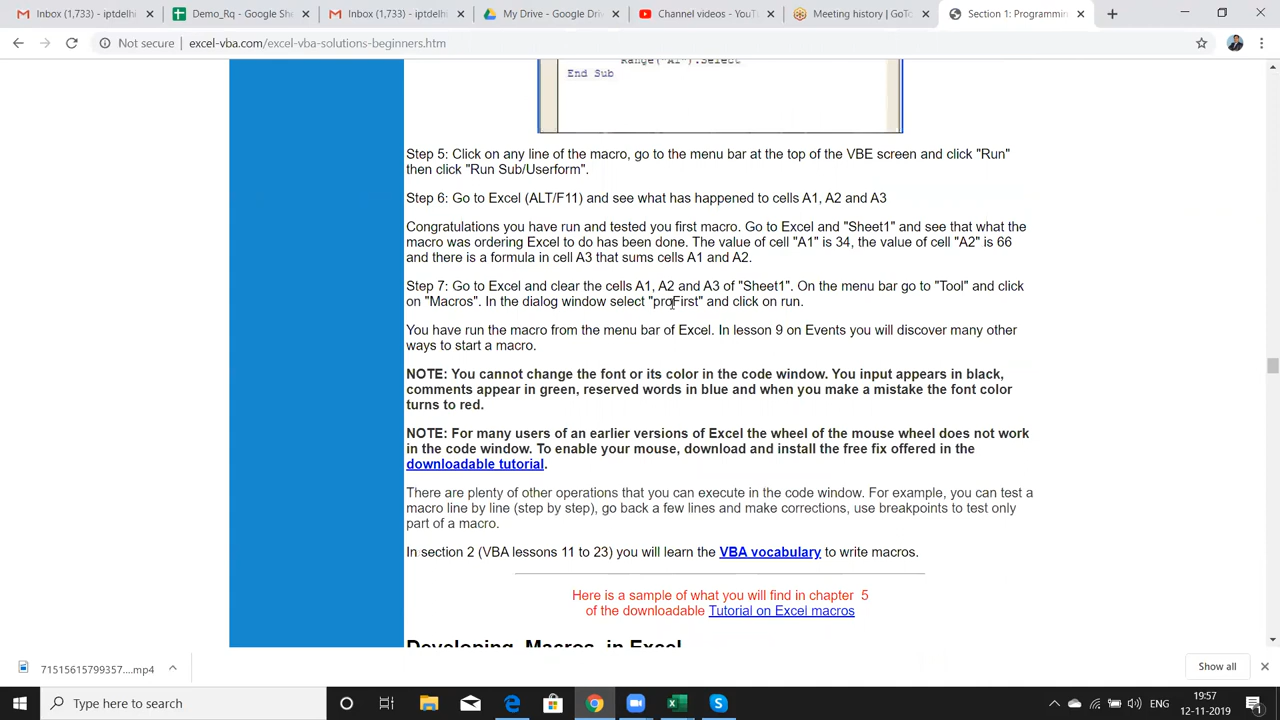 Inbox (1,733) - iptdelhi
Demo_Rq - Google Sh
Inbox (1,733) - iptdelhi
My Drive - Google Dri
Channel videos - YouT
Meeting history | GoTo
Section 1: Programmin
Not secure | excel-vba.com/excel-vba-solutions-beginners.htm
Range("A1").Select
End Sub
Step 5: Click on any line of the macro, go to the menu bar at the top of the VBE screen and click "Run"
then click "Run Sub/Userform".
Step 6: Go to Excel (ALT/F11) and see what has happened to cells A1, A2 and A3
Congratulations you have run and tested you first macro. Go to Excel and "Sheet1" and see that what the
macro was ordering Excel to do has been done. The value of cell "A1" is 34, the value of cell "A2" is 66
and there is a formula in cell A3 that sums cells A1 and A2.
Step 7: Go to Excel and clear the cells A1, A2 and A3 of "Sheet1". On the menu bar go to "Tool" and click
on "Macros". In the dialog window select "proFirst" and click on run.
You have run the macro from the menu bar of Excel. In lesson 9 on Events you will discover many other
ways to start a macro.
NOTE: You cannot change the font or its color in the code window. You input appears in black,
comments appear in green, reserved words in blue and when you make a mistake the font color
turns to red.
NOTE: For many users of an earlier versions of Excel the wheel of the mouse wheel does not work
in the code window. To enable your mouse, download and install the free fix offered in the
downloadable tutorial.
There are plenty of other operations that you can execute in the code window. For example, you can test a
macro line by line (step by step), go back a few lines and make corrections, use breakpoints to test only
part of a macro.
In section 2 (VBA lessons 11 to 23) you will learn the VBA vocabulary to write macros.
Here is a sample of what you will find in chapter 5
of the downloadable Tutorial on Excel macros
Developing Macros in Excel
71515615799357....mp4
Show all
Type here to search
ENG
19:57
12-11-2019
1